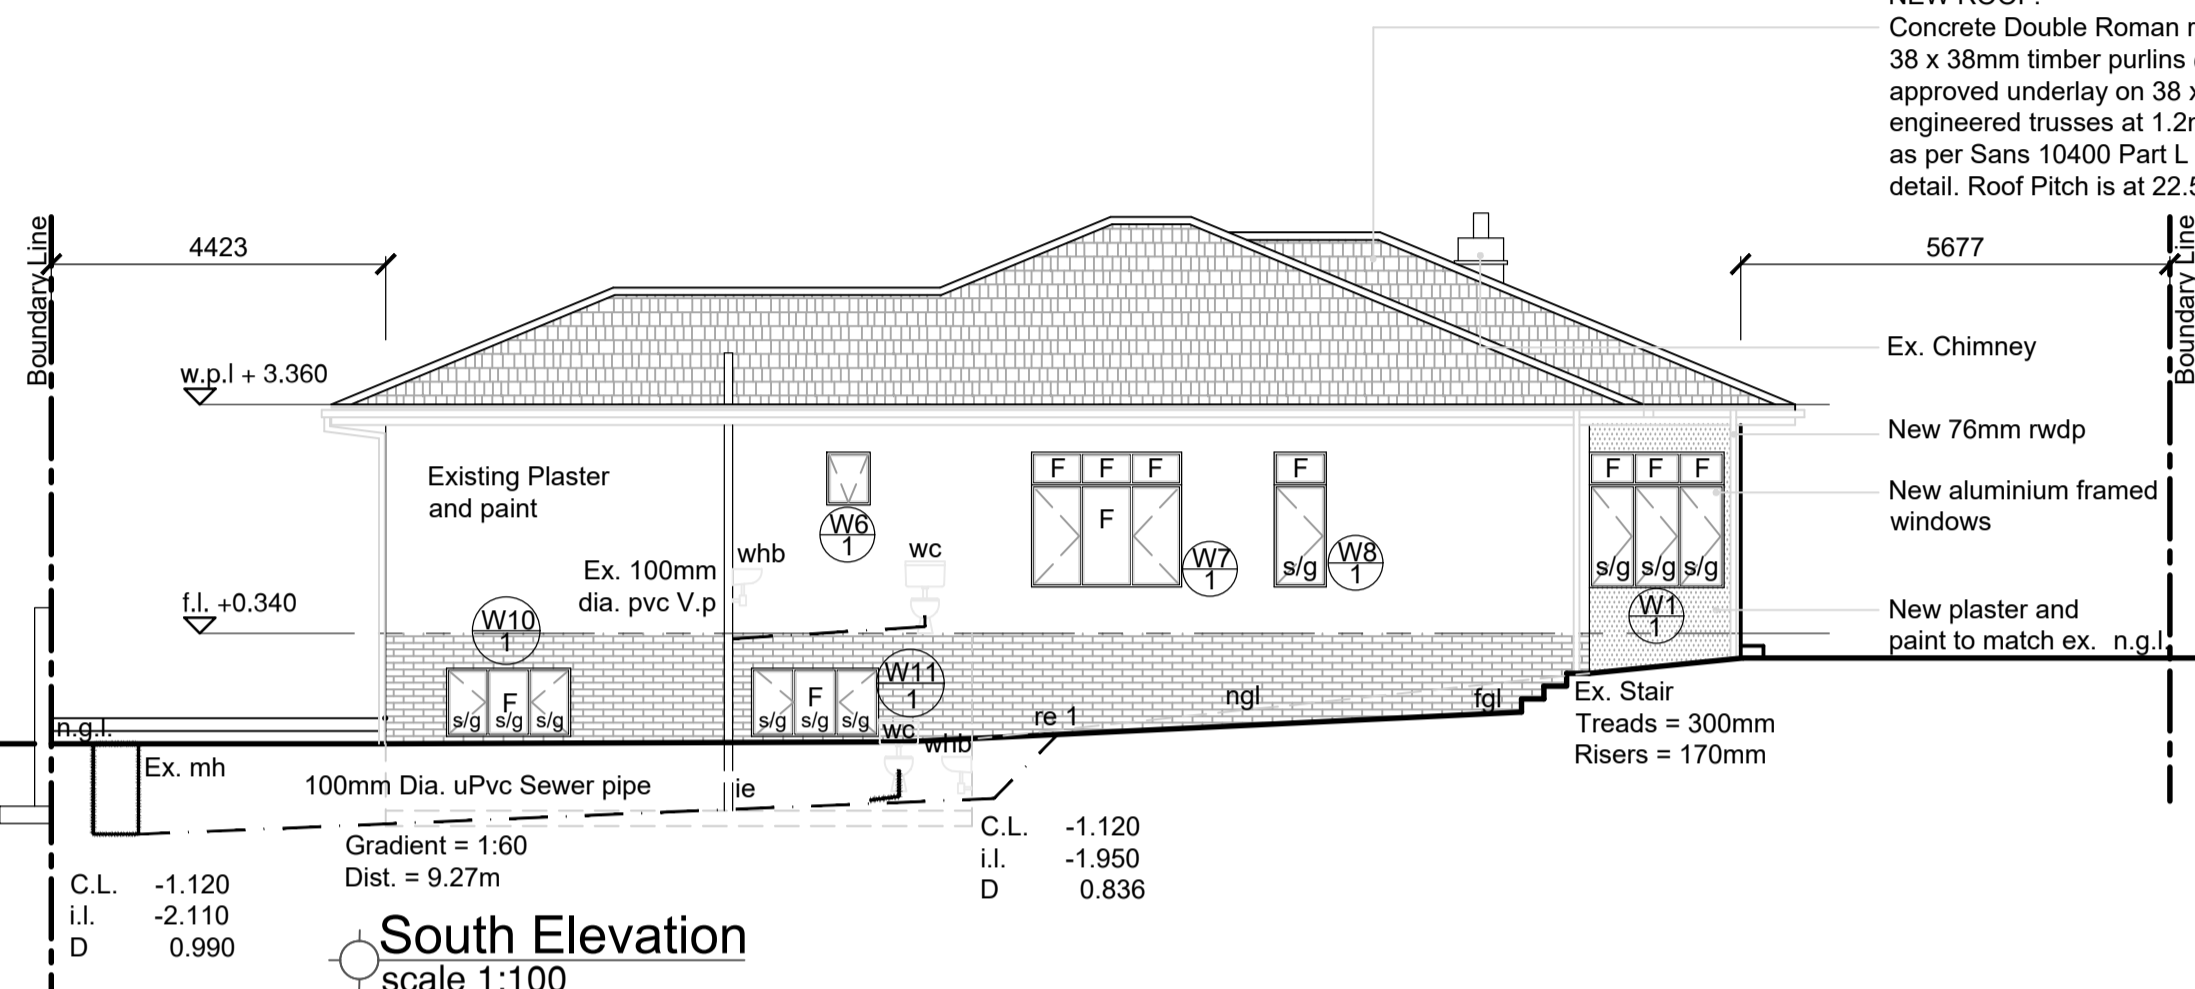 NEW ROOF:
Concrete Double Roman r
38 x 38mm timber purlins
approved underlay on 38 x
engineered trusses at 1.2
as per Sans 10400 Part L
detail. Roof Pitch is at 22.5
Boundary Line
4423
5677
Boundary Line
Ex. Chimney
w.p.l + 3.360
New 76mm rwdp
Existing Plaster
and paint
F F F
F
F F F
New aluminium framed
windows
F
W6
1
whb
wc
W7
1
s/g
W8
1
s/g s/g s/g
Ex. 100mm
dia. pvc V.p
f.l. +0.340
W10
1
W1
1
New plaster and
paint to match ex. n.g.l.
W11
1
F
s/g s/g s/g
F
s/g s/g s/g
ngl
fgl
re 1
Ex. Stair
Treads = 300mm
Risers = 170mm
n.g.l.
wc
whb
Ex. mh
100mm Dia. uPvc Sewer pipe
ie
Gradient = 1:60
Dist. = 9.27m
C.L. -1.120
i.l. -1.950
D 0.836
C.L. -1.120
i.l. -2.110
D 0.990
South Elevation
scale 1:100